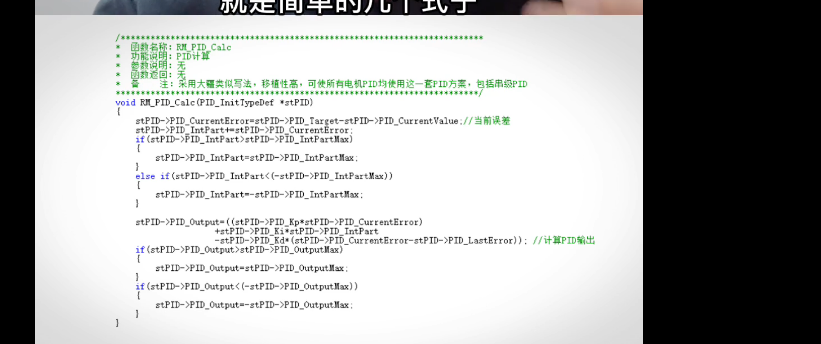 就是简单的几个式子
/************************************************************************
* 函数名称：RM_PID_Calc
* 功能说明：PID计算
* 参数说明：无
* 函数返回：无
* 备    注：采用大疆类似写法，移植性高，可使所有电机PID均使用这一套PID方案，包括串级PID
************************************************************************/
void RM_PID_Calc(PID_InitTypeDef *stPID)
{
    stPID->PID_CurrentError=stPID->PID_Target-stPID->PID_CurrentValue;//当前误差
    stPID->PID_IntPart+=stPID->PID_CurrentError;
    if(stPID->PID_IntPart>stPID->PID_IntPartMax)
    {
        stPID->PID_IntPart=stPID->PID_IntPartMax;
    }
    else if(stPID->PID_IntPart<(-stPID->PID_IntPartMax))
    {
        stPID->PID_IntPart=-stPID->PID_IntPartMax;
    }
    stPID->PID_Output=((stPID->PID_Kp*stPID->PID_CurrentError)
                    +stPID->PID_Ki*stPID->PID_IntPart
                    -stPID->PID_Kd*(stPID->PID_CurrentError-stPID->PID_LastError)); //计算PID输出
    if(stPID->PID_Output>stPID->PID_OutputMax)
    {
        stPID->PID_Output=stPID->PID_OutputMax;
    }
    if(stPID->PID_Output<(-stPID->PID_OutputMax))
    {
        stPID->PID_Output=-stPID->PID_OutputMax;
    }
}